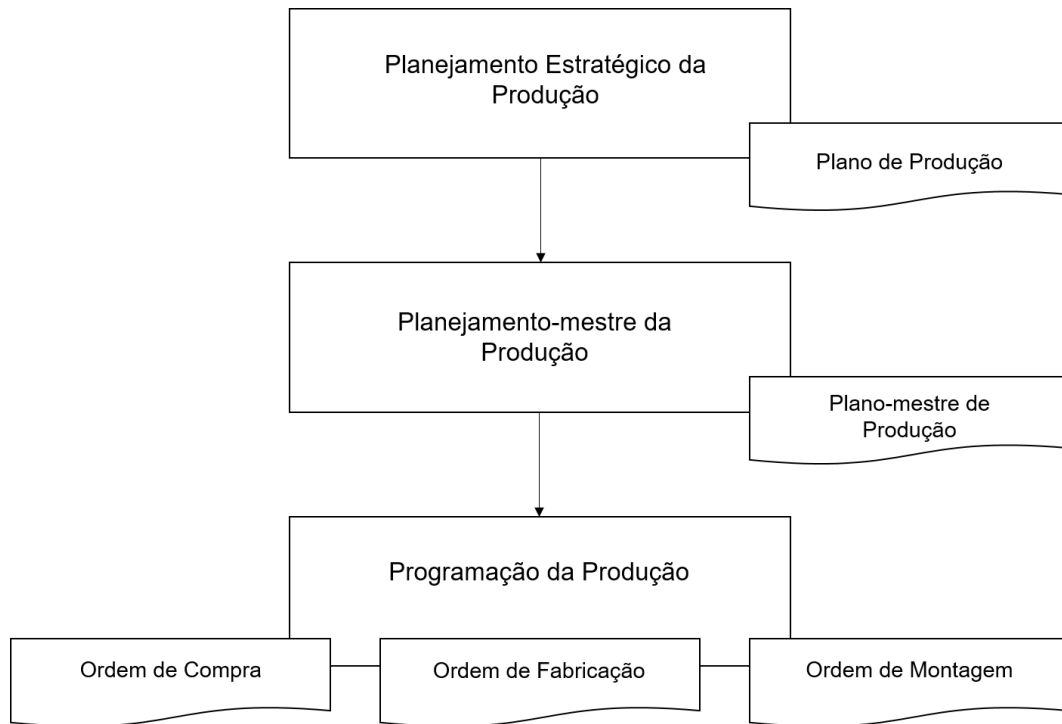 Planejamento Estratégico da
Produção
Plano de Produção
Planejamento-mestre da
Produção
Plano-mestre de
Produção
Programação da Produção
Ordem de Compra
Ordem de Fabricação
Ordem de Montagem